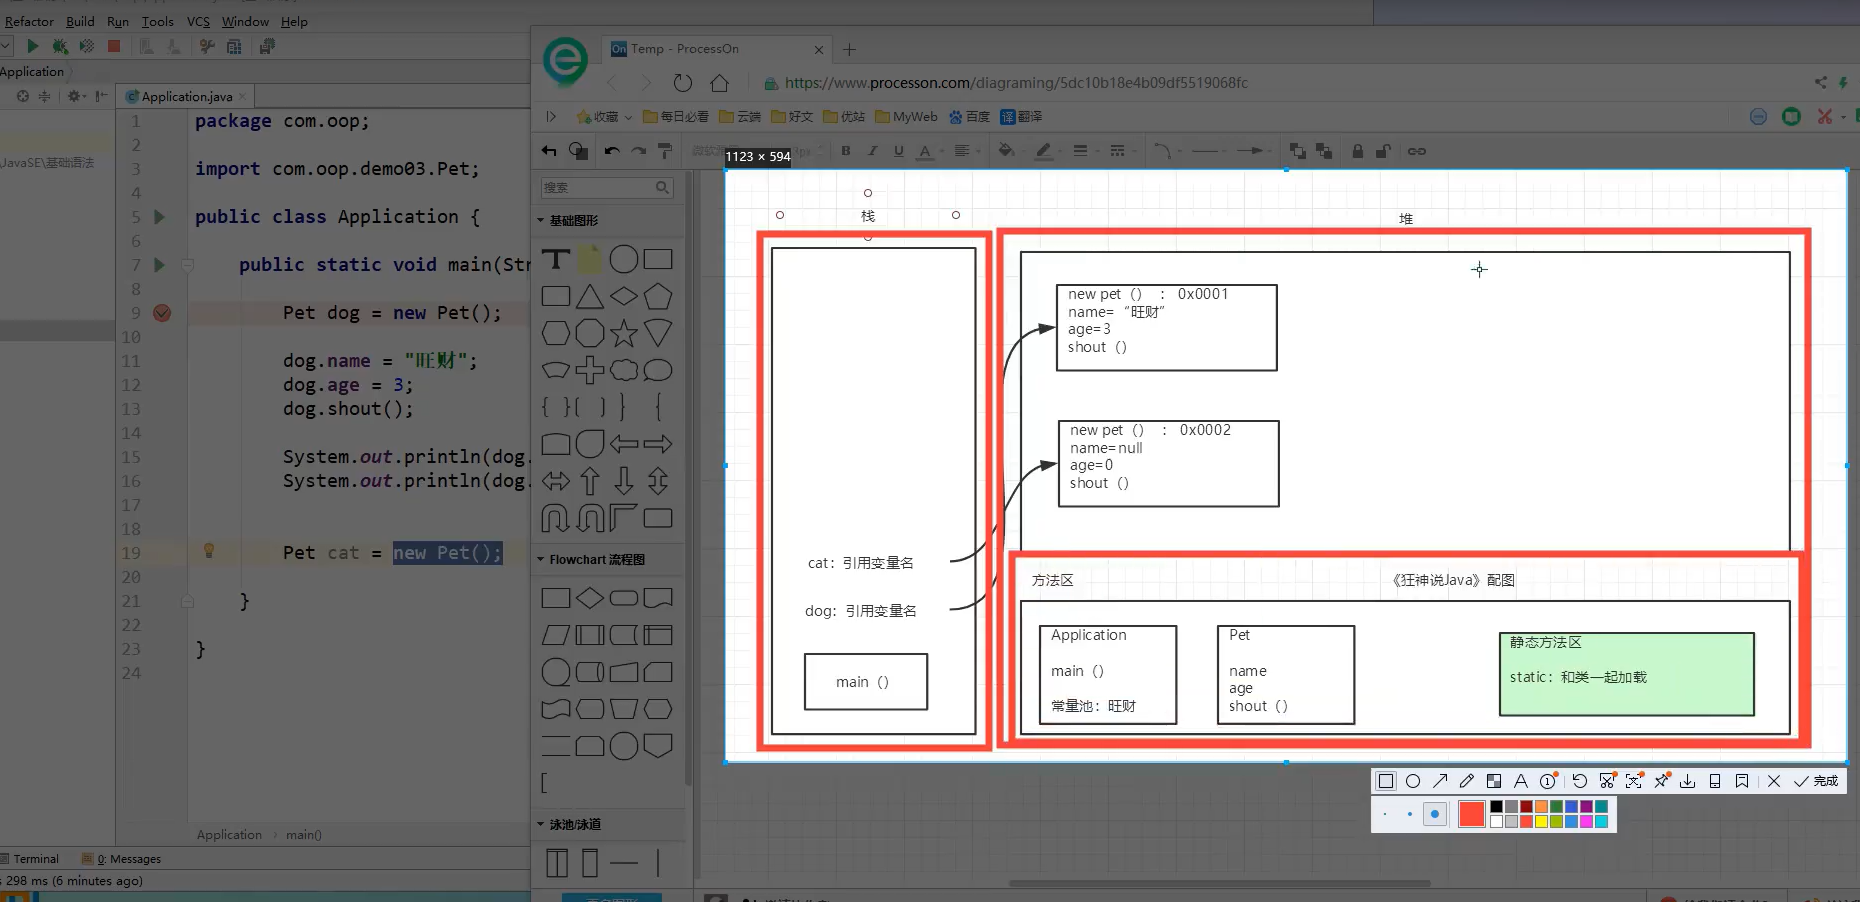 Refactor Build Run Tools VCS Window Help
Application
Application.java
JavaSE\基础语法
1 package com.oop;
2
3 import com.oop.demo03.Pet;
4
5 public class Application {
6
7 public static void main(Str
8
9 Pet dog = new Pet();
10
11 dog.name = "旺财";
12 dog.age = 3;
13 dog.shout();
14
15 System.out.println(dog.
16 System.out.println(dog.
17
18
19 Pet cat = new Pet();
20
21 }
22
23 }
24
Application › main()
Terminal 0: Messages
298 ms (6 minutes ago)
On Temp - ProcessOn
https://www.processon.com/diagraming/5dc10b18e4b09df5519068fc
收藏 每日必看 云端 好文 优站 MyWeb 百度 译 翻译
B I U A
搜索
基础图形
Flowchart 流程图
泳池/泳道
1123 × 594
栈
堆
new pet（） ： 0x0001
name= “旺财”
age=3
shout（）
new pet（） ： 0x0002
name=null
age=0
shout（）
cat：引用变量名
dog：引用变量名
main（）
方法区
《狂神说Java》配图
Application
main（）
常量池：旺财
Pet
name
age
shout（）
静态方法区
static：和类一起加载
完成